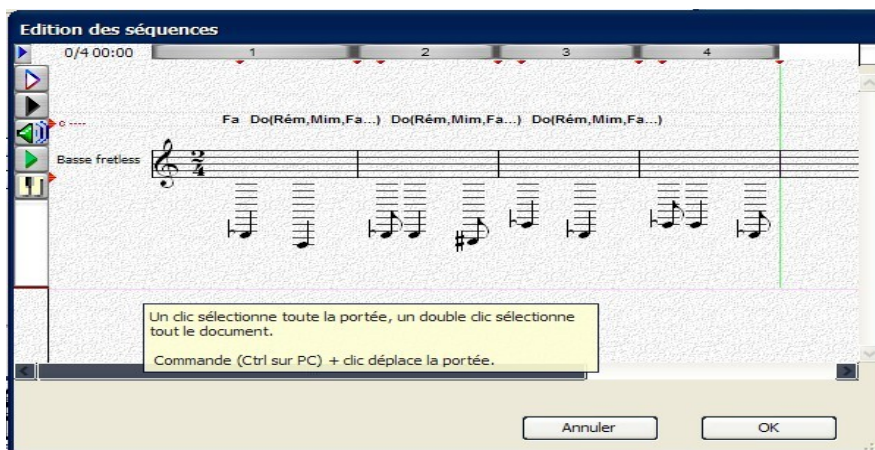 Edition des séquences
0/4 00:00 1 2 3 4
c ----
Fa Do(Rém,Mim,Fa...) Do(Rém,Mim,Fa...) Do(Rém,Mim,Fa...)
Basse fretless
2
4
Un clic sélectionne toute la portée, un double clic sélectionne
tout le document.
Commande (Ctrl sur PC) + clic déplace la portée.
Annuler OK